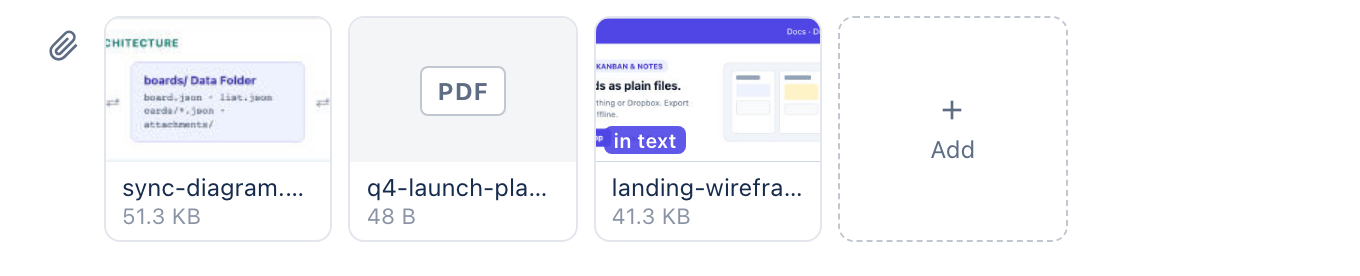 CHITECTURE
boards/ Data Folder
board.json · list.json
cards/*.json ·
attachments/
sync-diagram....
51.3 KB
PDF
q4-launch-pla...
48 B
Docs · D
KANBAN & NOTES
ds as plain files.
thing or Dropbox. Export
ffline.
in text
landing-wirefra...
41.3 KB
+
Add